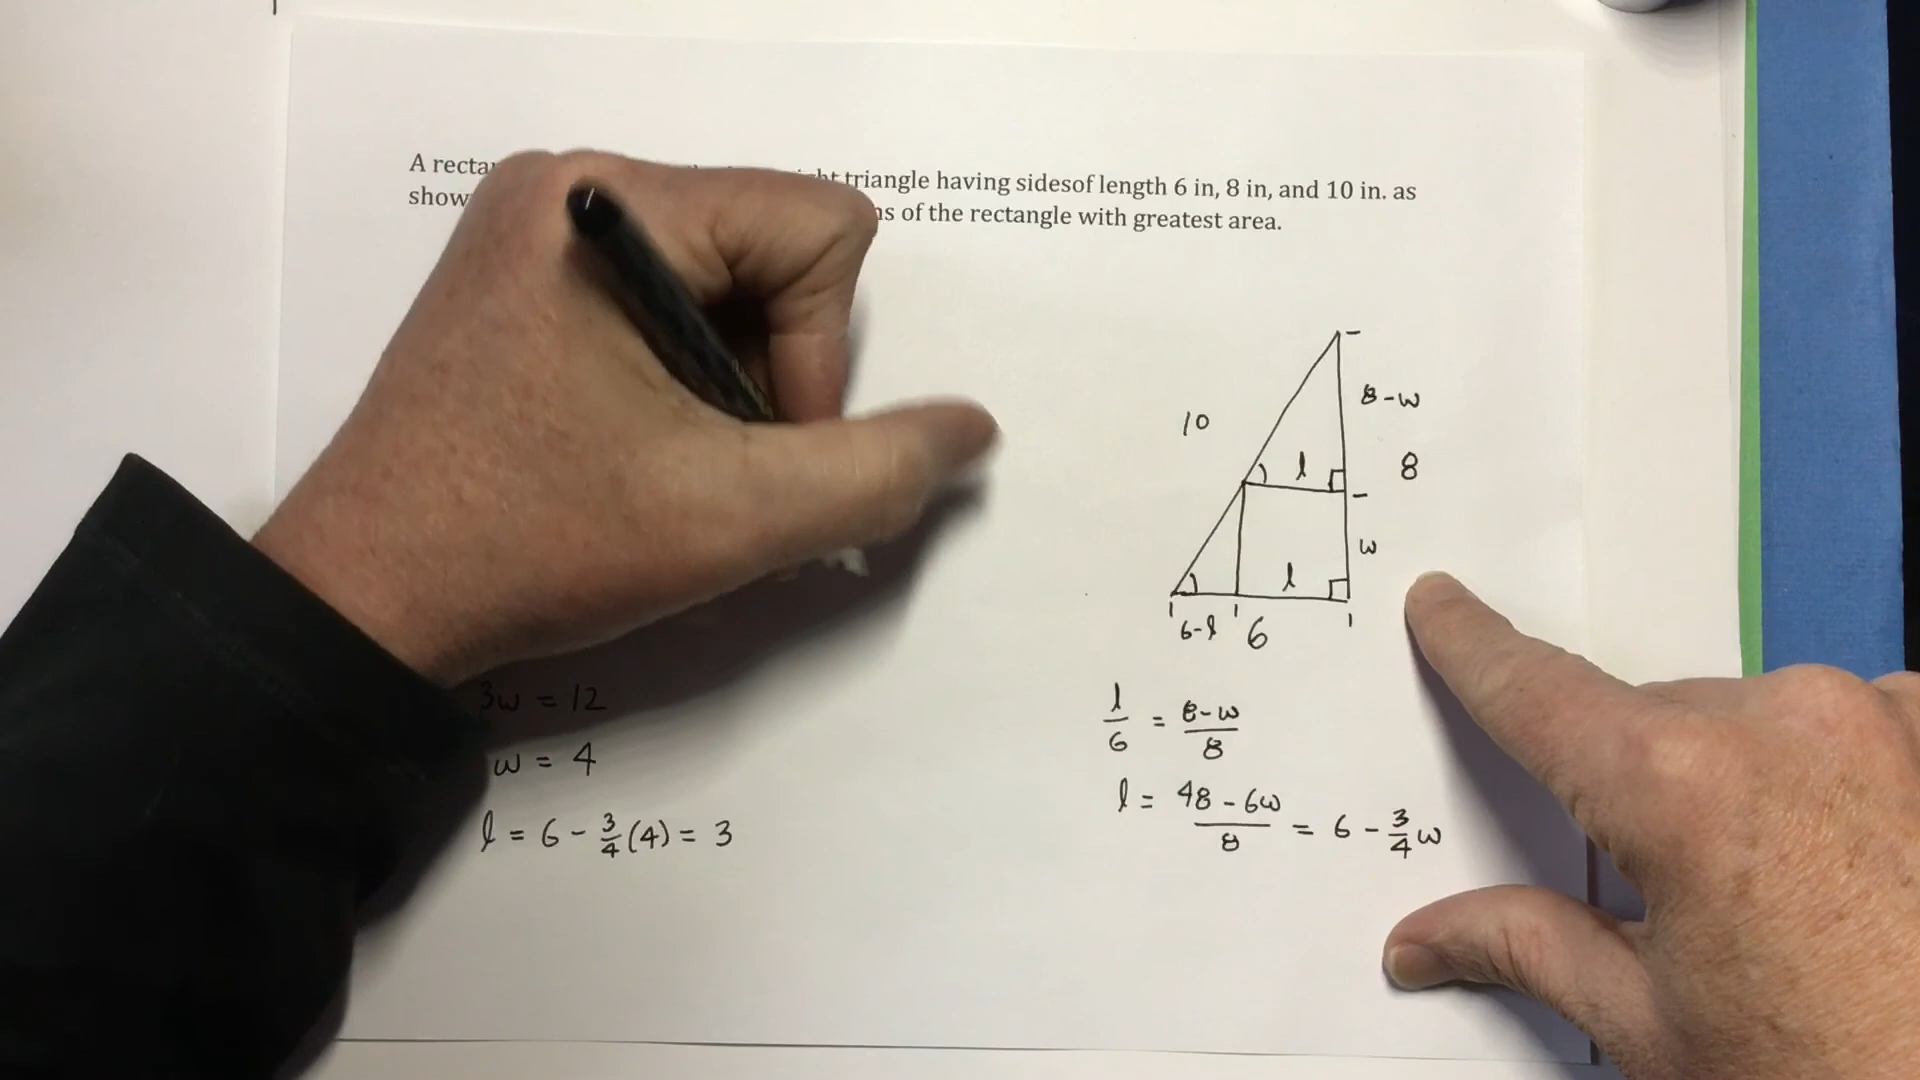 A triangle having sidesof length 6 in, 8 in, and 10 in. as
show of the rectangle with greatest area.
8-w
10
l
8
w
l
6-l 6
3w = 12
w = 4
l = 6 - 3/4 (4) = 3
l/6 = 8-w/8
l = 48 - 6w/8 = 6 - 3/4 w